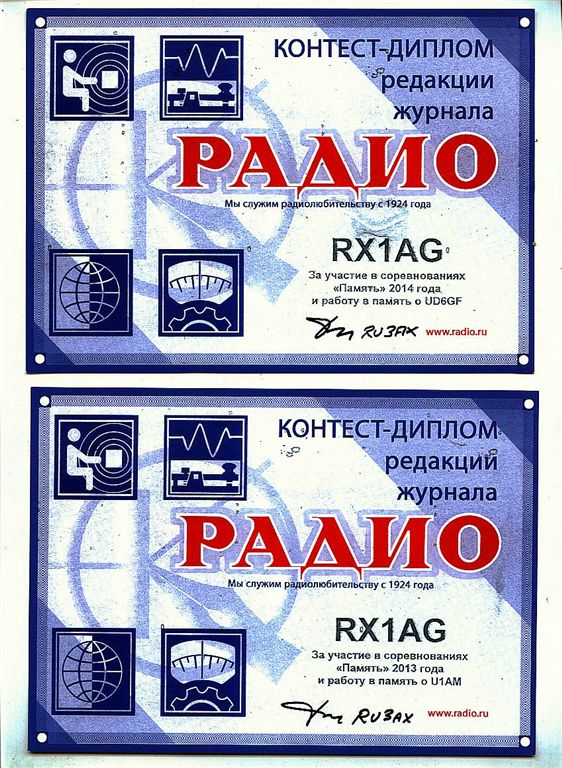 КОНТЕСТ-ДИПЛОМ
редакции
журнала
РАДИО
Мы служим радиолюбительству с 1924 года
RX1AG
За участие в соревнованиях
«Память» 2014 года
и работу в память о UD6GF
RU3AX www.radio.ru
КОНТЕСТ-ДИПЛОМ
редакции
журнала
РАДИО
Мы служим радиолюбительству с 1924 года
RX1AG
За участие в соревнованиях
«Память» 2013 года
и работу в память о U1AM
RU3AX www.radio.ru